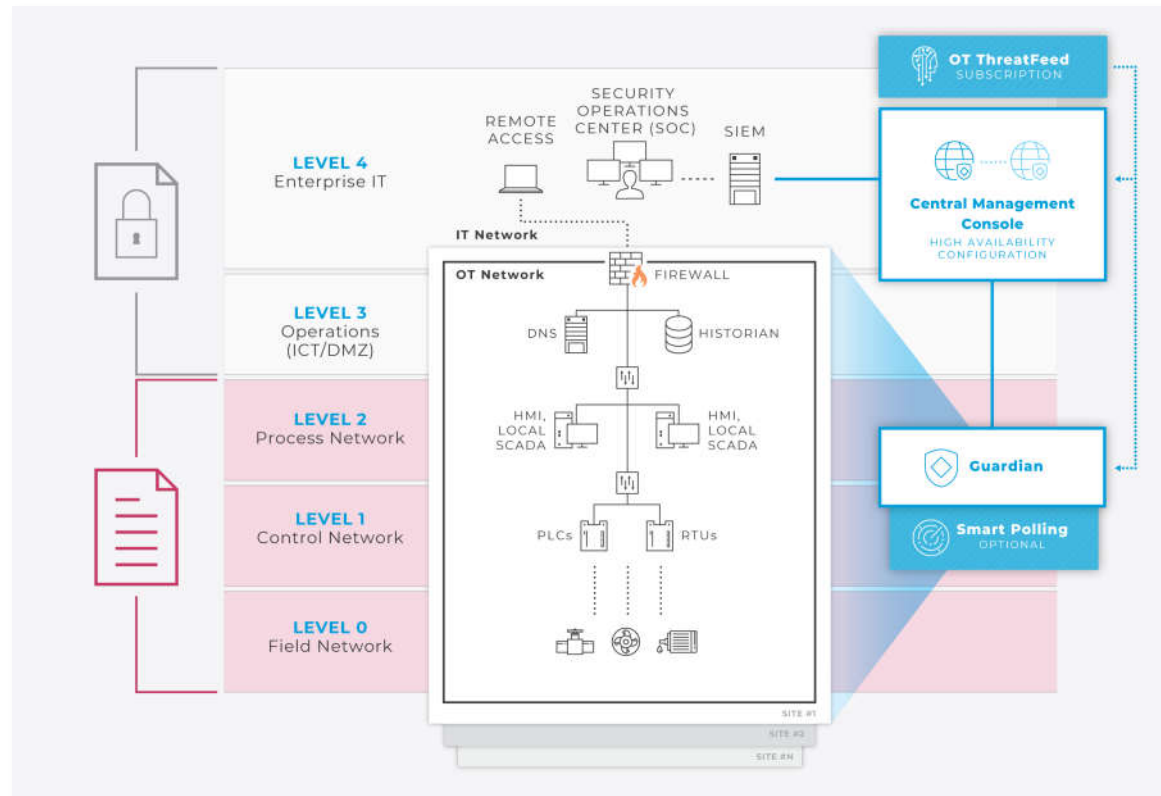 OT ThreatFeed
SUBSCRIPTION
SECURITY
OPERATIONS
CENTER (SOC)
REMOTE
ACCESS
SIEM
LEVEL 4
Enterprise IT
Central Management
Console
HIGH AVAILABILITY
CONFIGURATION
IT Network
OT Network
FIREWALL
LEVEL 3
Operations
(ICT/DMZ)
DNS
HISTORIAN
LEVEL 2
Process Network
HMI,
LOCAL
SCADA
HMI,
LOCAL
SCADA
Guardian
LEVEL 1
Control Network
PLCs
RTUs
Smart Polling
OPTIONAL
LEVEL 0
Field Network
SITE #1
SITE #2
SITE #N